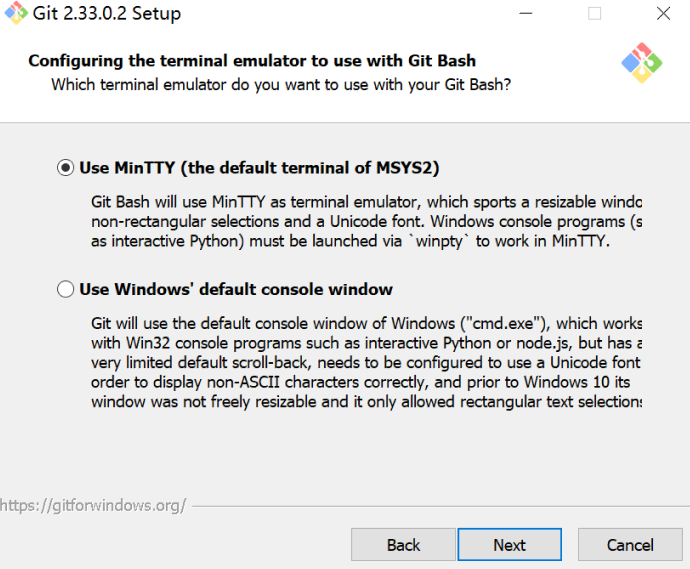 Git 2.33.0.2 Setup
Configuring the terminal emulator to use with Git Bash
Which terminal emulator do you want to use with your Git Bash?
Use MinTTY (the default terminal of MSYS2)
Git Bash will use MinTTY as terminal emulator, which sports a resizable
non-rectangular selections and a Unicode font. Windows console programs
as interactive Python) must be launched via `winpty` to work in MinTTY.
Use Windows' default console window
Git will use the default console window of Windows ("cmd.exe"), which works
with Win32 console programs such as interactive Python or node.js, but has
very limited default scroll-back, needs to be configured to use a Unicode font
order to display non-ASCII characters correctly, and prior to Windows 10 its
window was not freely resizable and it only allowed rectangular text selections
https://gitforwindows.org/
Back
Next
Cancel